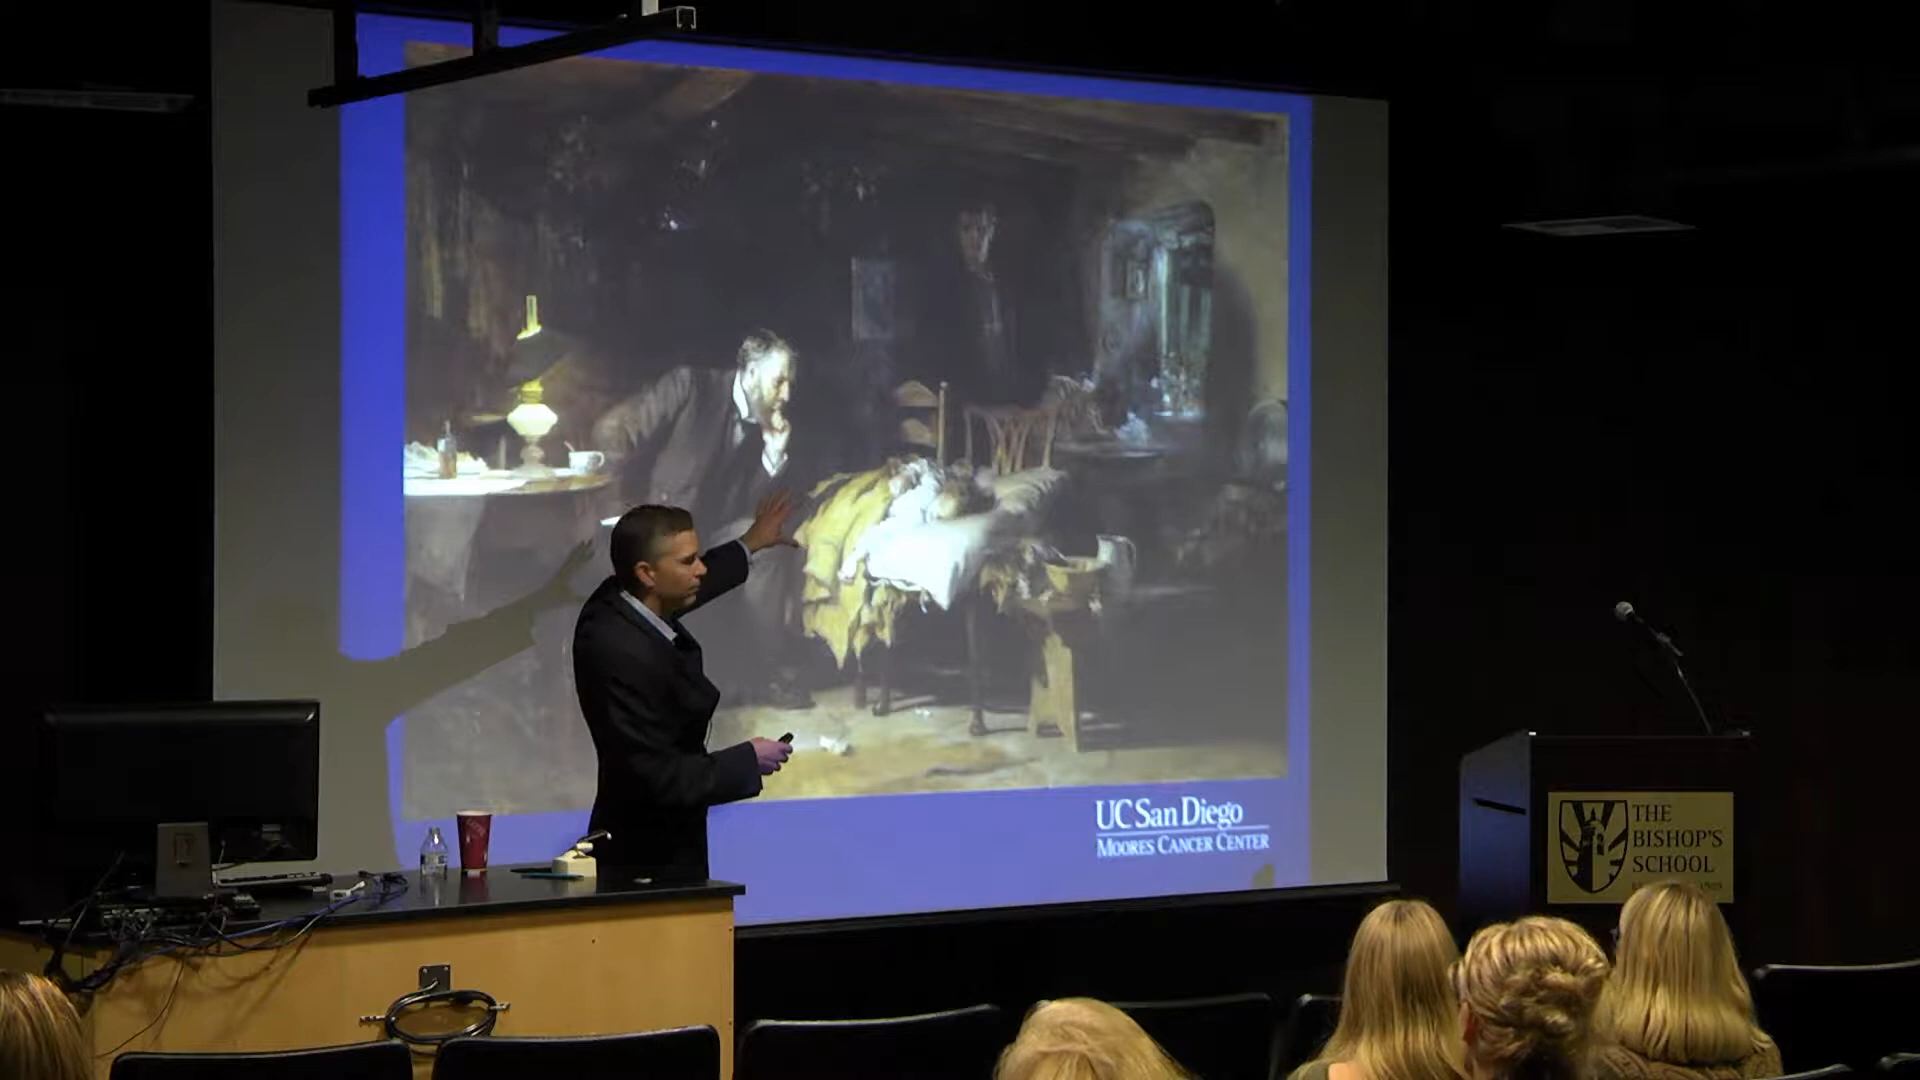 UC San Diego
MOORES CANCER CENTER
THE
BISHOP'S
SCHOOL